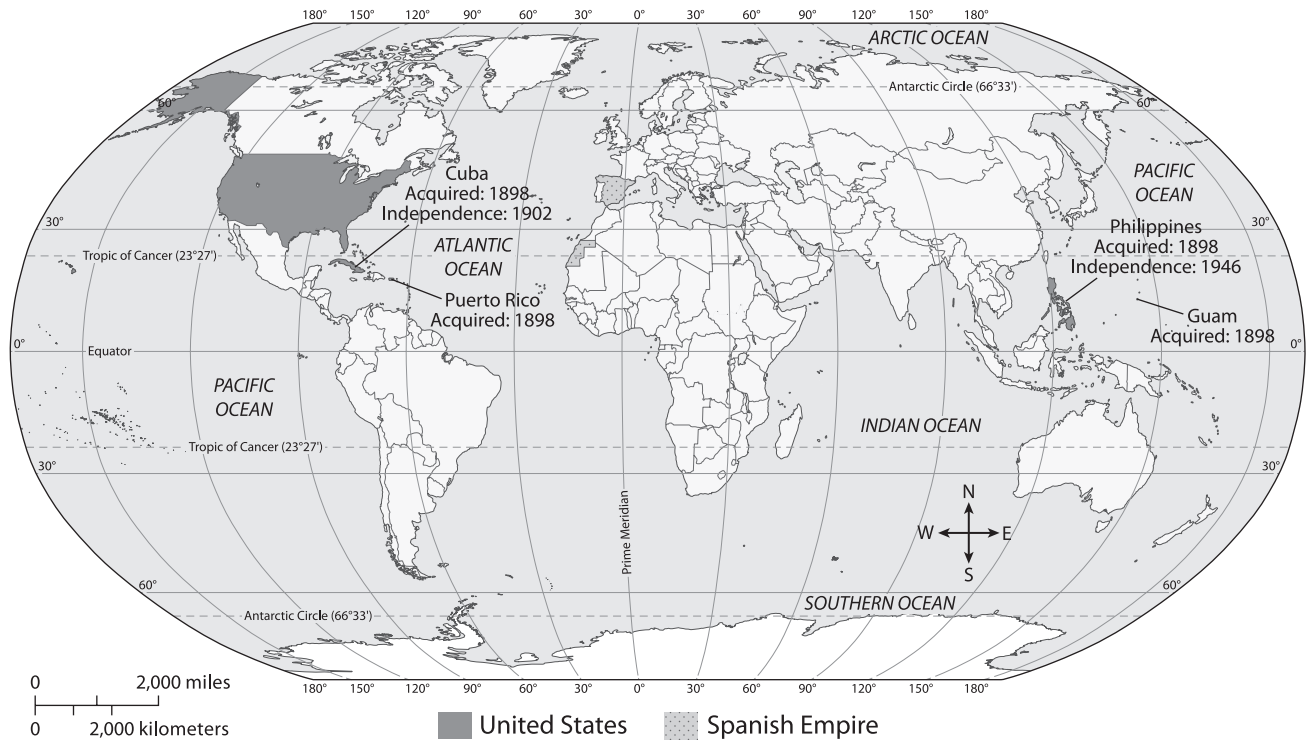 180° 150° 120° 90° 60° 30° 0° 30° 60° 90° 120° 150° 180°
ARCTIC OCEAN
Antarctic Circle (66°33')
60°
60°
Cuba
Acquired: 1898
Independence: 1902
PACIFIC
OCEAN
30°
30°
Tropic of Cancer (23°27')
ATLANTIC
OCEAN
Philippines
Acquired: 1898
Independence: 1946
Puerto Rico
Acquired: 1898
Guam
Acquired: 1898
0°
Equator
0°
PACIFIC
OCEAN
INDIAN OCEAN
Tropic of Cancer (23°27')
30°
30°
Prime Meridian
N
W
E
S
60°
60°
SOUTHERN OCEAN
Antarctic Circle (66°33')
180° 150° 120° 90° 60° 30° 0° 30° 60° 90° 120° 150° 180°
0 2,000 miles
0 2,000 kilometers
United States
Spanish Empire